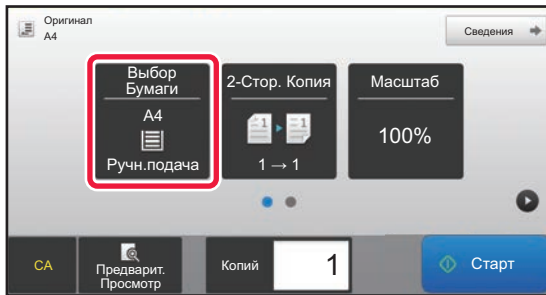 Оригинал
A4
Сведения
Выбор
Бумаги
A4
Ручн.подача
2-Стор. Копия
1 → 1
Масштаб
100%
CA
Предварит.
Просмотр
Копий
1
Старт